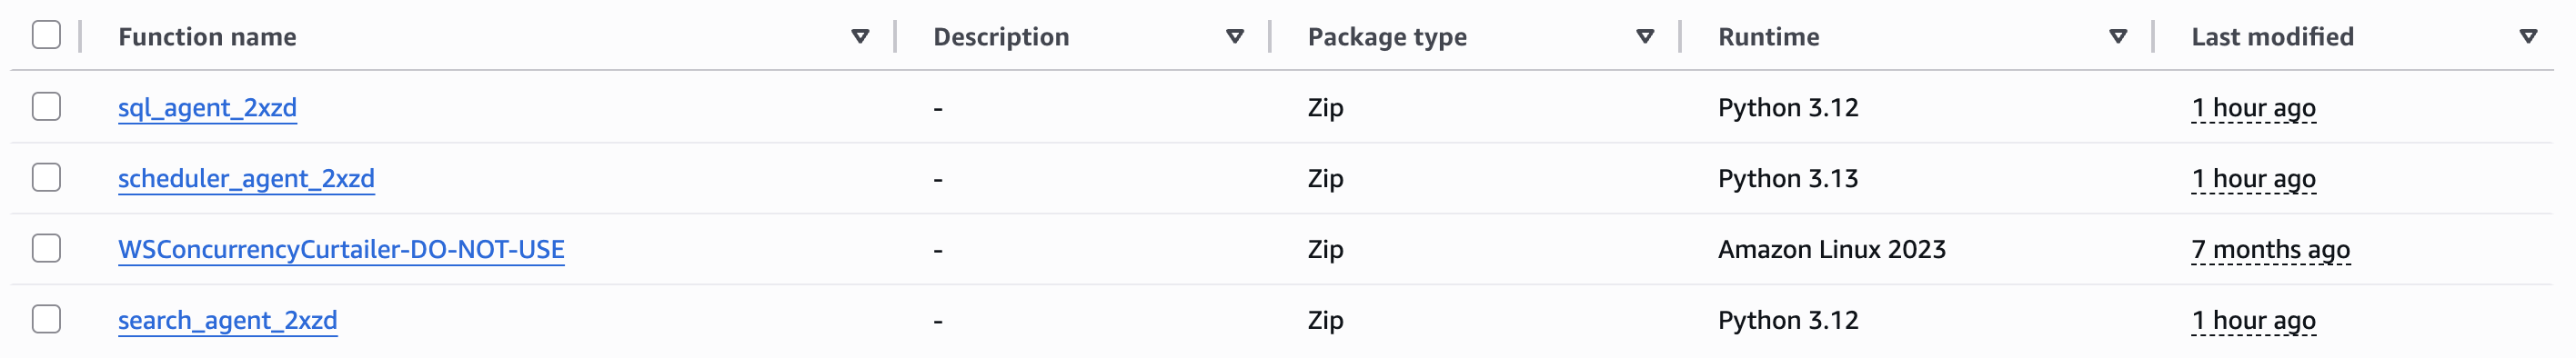 Function name Description Package type Runtime Last modified
sql_agent_2xzd - Zip Python 3.12 1 hour ago
scheduler_agent_2xzd - Zip Python 3.13 1 hour ago
WSConcurrencyCurtailer-DO-NOT-USE - Zip Amazon Linux 2023 7 months ago
search_agent_2xzd - Zip Python 3.12 1 hour ago